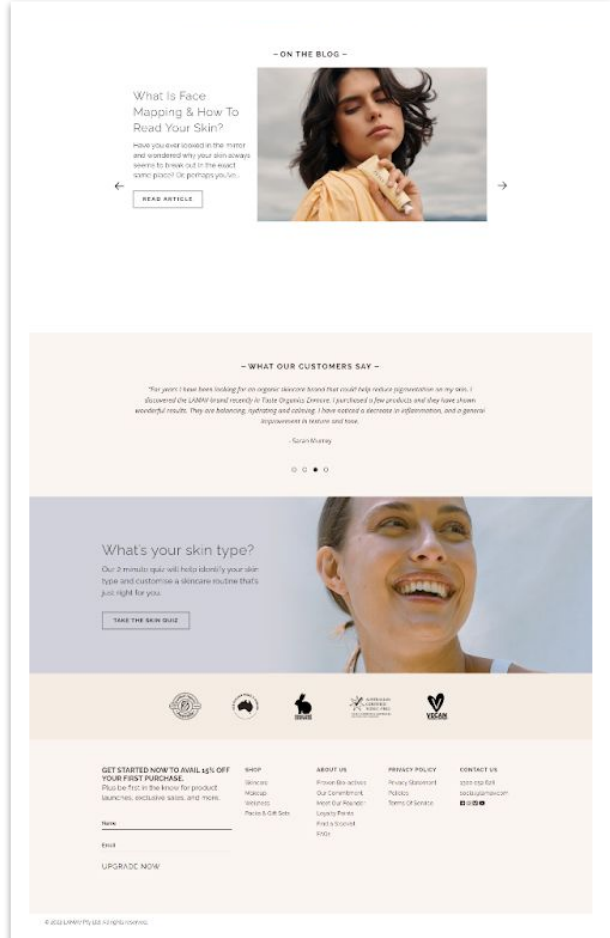 – ON THE BLOG –
What Is Face
Mapping & How To
Read Your Skin?
Have you ever looked in the mirror
and wondered why your skin always
seems to break out in the exact
same place? Or, perhaps you've...
READ ARTICLE
– WHAT OUR CUSTOMERS SAY –
"For years I have been looking for an organic skincare brand that could help reduce pigmentation on my skin. I
discovered the LAMAV brand recently in Taste Organics Dinmore. I purchased a few products and they have shown
wonderful results. They are balancing, hydrating and calming. I have noticed a decrease in inflammation, and a general
improvement in texture and tone.
- Sarah Murray
What's your skin type?
Our 2 minute quiz will help identify your skin
type and customise a skincare routine that's
just right for you.
TAKE THE SKIN QUIZ
VEGAN
GET STARTED NOW TO AVAIL 15% OFF
YOUR FIRST PURCHASE.
Plus be first in the know for product
launches, exclusive sales, and more.
Name
Email
UPGRADE NOW
SHOP
Skincare
Makeup
Wellness
Packs & Gift Sets
ABOUT US
Proven Bio-actives
Our Commitment
Meet Our Founder
Loyalty Points
Find a Stockist
FAQs
PRIVACY POLICY
Privacy Statement
Policies
Terms Of Service
CONTACT US
LAMAV Pty Ltd. All rights reserved.